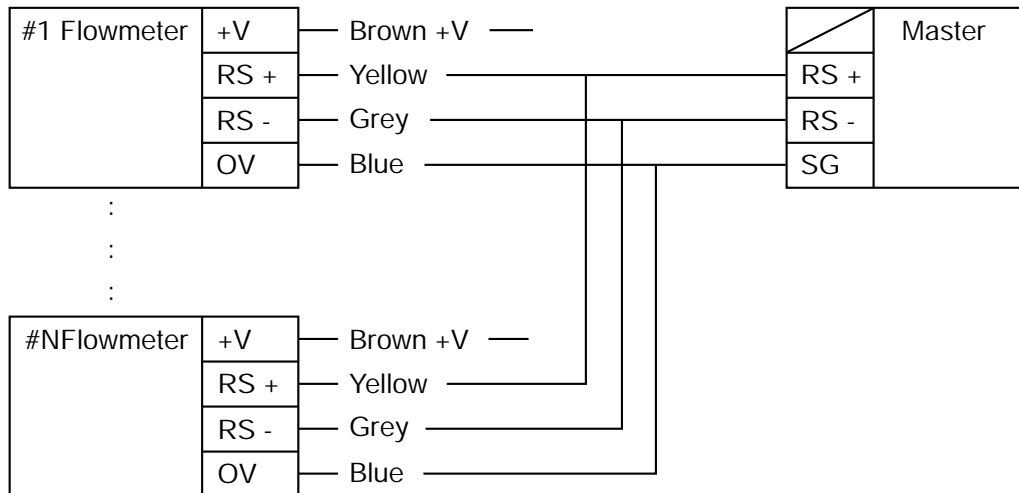 #1 Flowmeter +V Brown +V Master
RS + Yellow RS +
RS - Grey RS -
OV Blue SG
:
:
:
#NFlowmeter +V Brown +V
RS + Yellow
RS - Grey
OV Blue